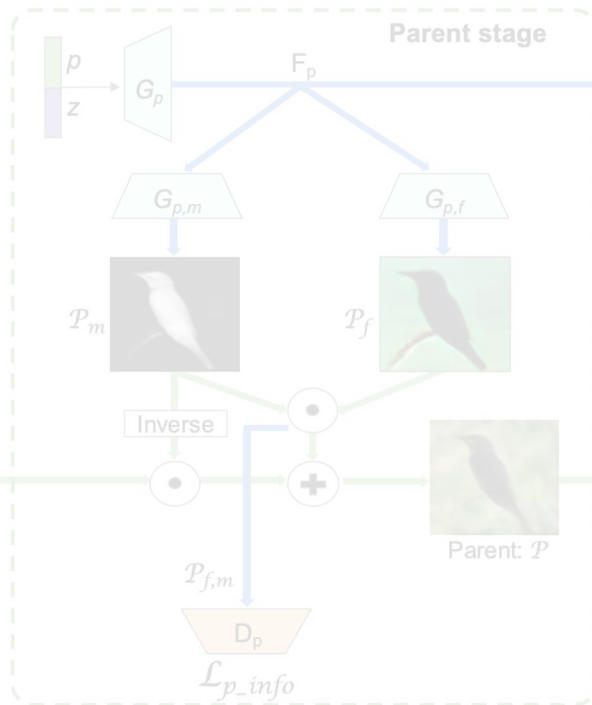 Parent stage
p
z
G_p
F_p
G_{p,m}
G_{p,f}
𝒫_m
𝒫_f
Inverse
Parent: 𝒫
𝒫_{f,m}
D_p
ℒ_{p_info}